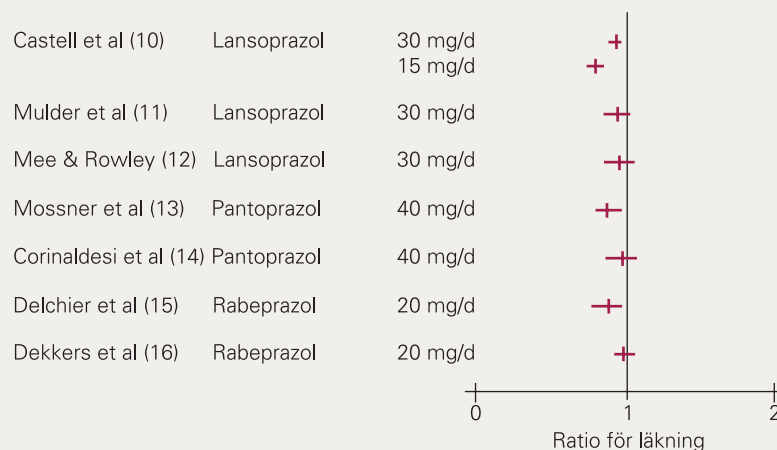 Castell et al (10) Lansoprazol 30 mg/d
15 mg/d
Mulder et al (11) Lansoprazol 30 mg/d
Mee & Rowley (12) Lansoprazol 30 mg/d
Mossner et al (13) Pantoprazol 40 mg/d
Corinaldesi et al (14) Pantoprazol 40 mg/d
Delchier et al (15) Rabeprazol 20 mg/d
Dekkers et al (16) Rabeprazol 20 mg/d
0 1 2
Ratio för läkning